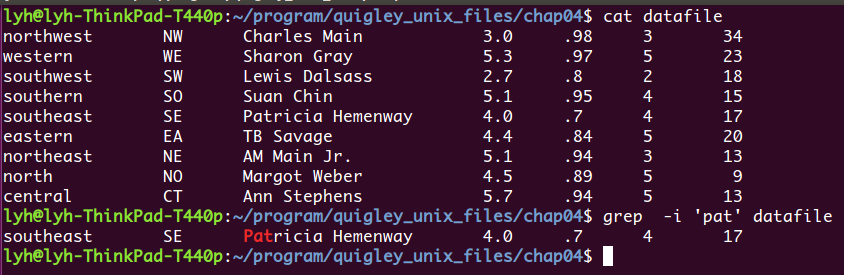 lyh@lyh-ThinkPad-T440p:~/program/quigley_unix_files/chap04$ cat datafile
northwest NW Charles Main 3.0 .98 3 34
western WE Sharon Gray 5.3 .97 5 23
southwest SW Lewis Dalsass 2.7 .8 2 18
southern SO Suan Chin 5.1 .95 4 15
southeast SE Patricia Hemenway 4.0 .7 4 17
eastern EA TB Savage 4.4 .84 5 20
northeast NE AM Main Jr. 5.1 .94 3 13
north NO Margot Weber 4.5 .89 5 9
central CT Ann Stephens 5.7 .94 5 13
lyh@lyh-ThinkPad-T440p:~/program/quigley_unix_files/chap04$ grep  -i 'pat' datafile
southeast SE Patricia Hemenway 4.0 .7 4 17
lyh@lyh-ThinkPad-T440p:~/program/quigley_unix_files/chap04$